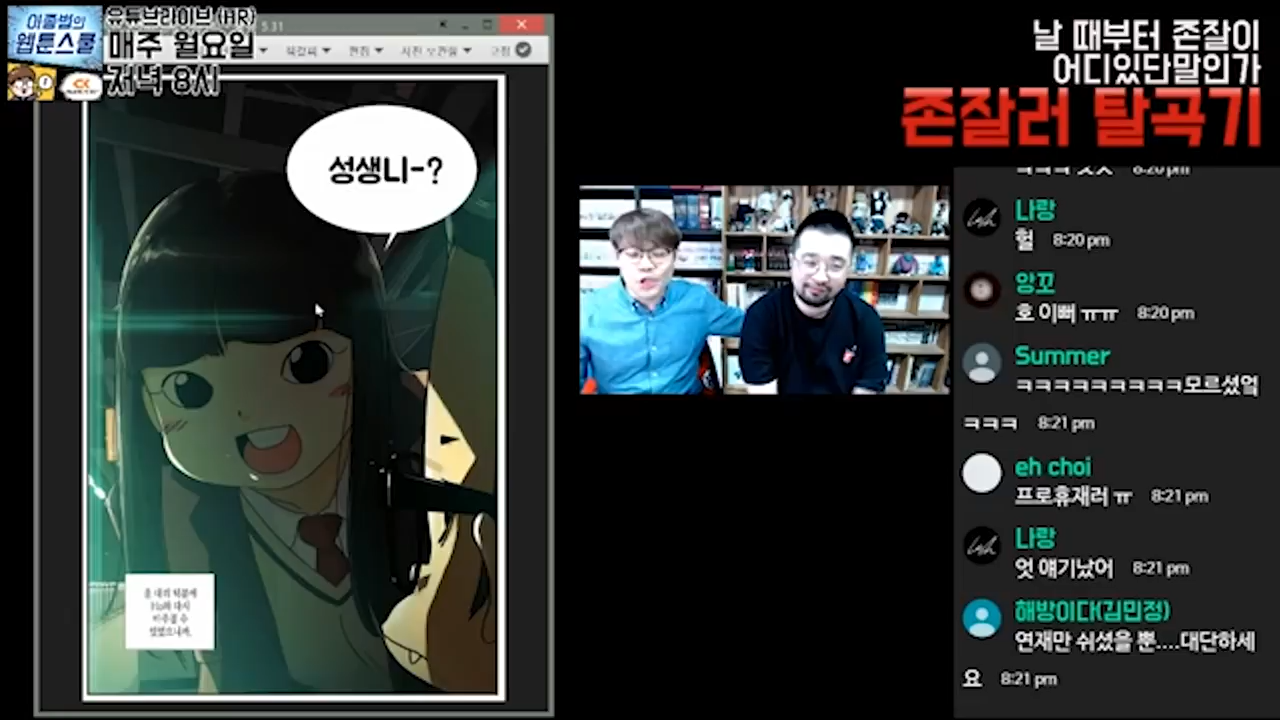 이종범의
웹툰스쿨
유튜브라이브 (HR)
매주 월요일
저녁 8시
5.31
성생니-?
날 때부터 존잘이
어디있단말인가
존잘러 탈곡기
8:20 pm
나랑
헐 8:20 pm
앙꼬
호 이뻐 ㅠㅠ 8:20 pm
Summer
ㅋㅋㅋㅋㅋㅋㅋㅋㅋ모르셨엌
ㅋㅋㅋ 8:21 pm
eh choi
프로휴재러 ㅠ 8:21 pm
나랑
엇 얘기났어 8:21 pm
해방이다(김민정)
연재만 쉬셨을 뿐....대단하세
요 8:21 pm